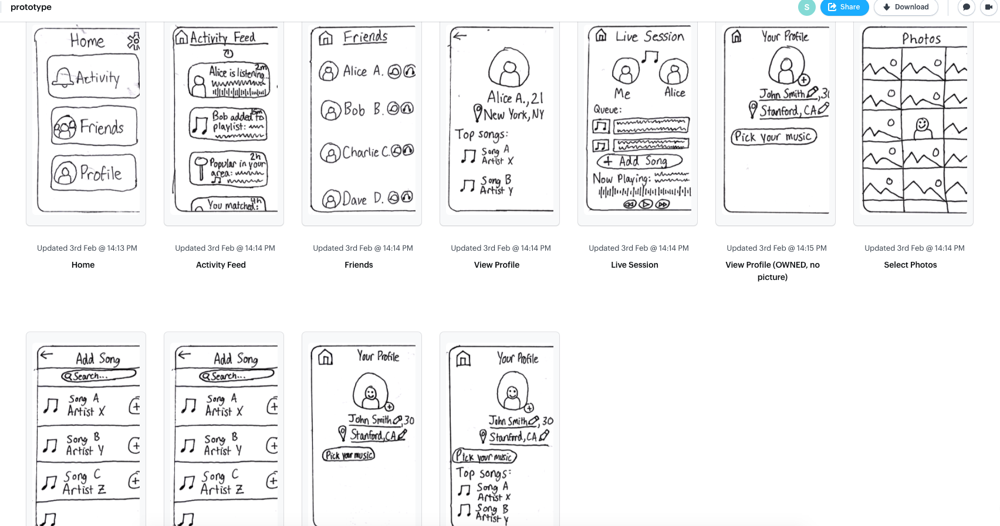 prototype
S
Share
Download
Home
Activity
Friends
Profile
Updated 3rd Feb @ 14:13 PM
Home
Activity Feed
2m
Alice is listening...
15m
Bob added to
playlist:
2h
Popular in your
area:
4h
You matched:
Updated 3rd Feb @ 14:14 PM
Activity Feed
Friends
Alice A.
Bob B.
Charlie C.
Dave D.
Updated 3rd Feb @ 14:14 PM
Friends
Alice A., 21
New York, NY
Top songs:
Song A
Artist X
Song B
Artist Y
Updated 3rd Feb @ 14:14 PM
View Profile
Live Session
Me Alice
Queue:
+ Add Song
Now Playing:
Updated 3rd Feb @ 14:14 PM
Live Session
Your Profile
John Smith, 30
Stanford, CA
Pick your music
Updated 3rd Feb @ 14:15 PM
View Profile (OWNED, no
picture)
Photos
Updated 3rd Feb @ 14:14 PM
Select Photos
Add Song
Search...
Song A
Artist X
Song B
Artist Y
Song C
Artist Z
Add Song
Search...
Song A
Artist X
Song B
Artist Y
Song C
Artist Z
Your Profile
John Smith, 30
Stanford, CA
Pick your music
Your Profile
John Smith, 30
Stanford, CA
Pick your music
Top songs:
Song A
Artist X
Song B
Artist Y